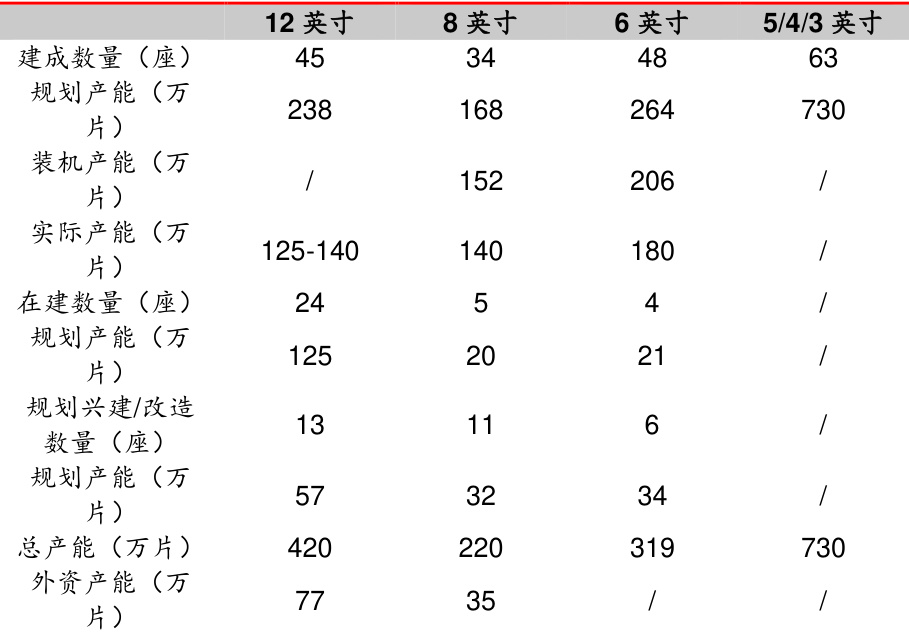 12 英寸 8 英寸 6 英寸 5/4/3 英寸
建成数量（座） 45 34 48 63
规划产能（万
片） 238 168 264 730
装机产能（万
片） / 152 206 /
实际产能（万
片） 125-140 140 180 /
在建数量（座） 24 5 4 /
规划产能（万
片） 125 20 21 /
规划兴建/改造
数量（座） 13 11 6 /
规划产能（万
片） 57 32 34 /
总产能（万片） 420 220 319 730
外资产能（万
片） 77 35 / /